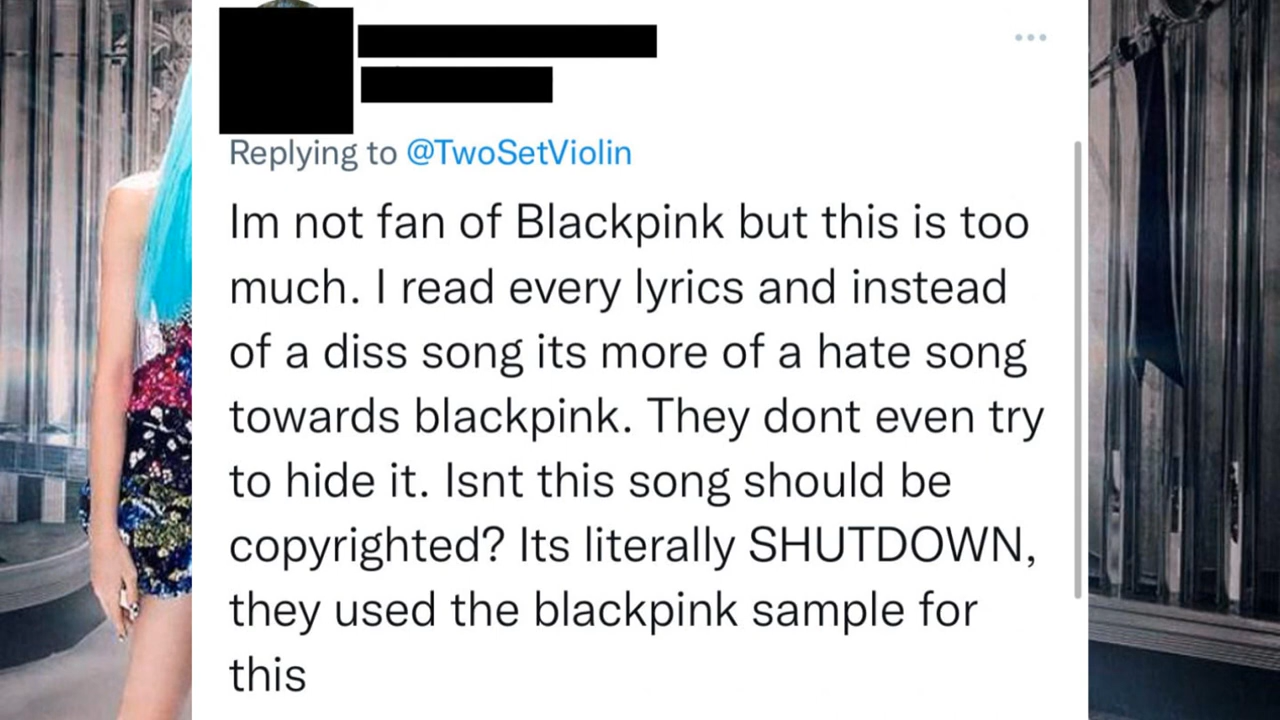 Replying to @TwoSetViolin
Im not fan of Blackpink but this is too
much. I read every lyrics and instead
of a diss song its more of a hate song
towards blackpink. They dont even try
to hide it. Isnt this song should be
copyrighted? Its literally SHUTDOWN,
they used the blackpink sample for
this